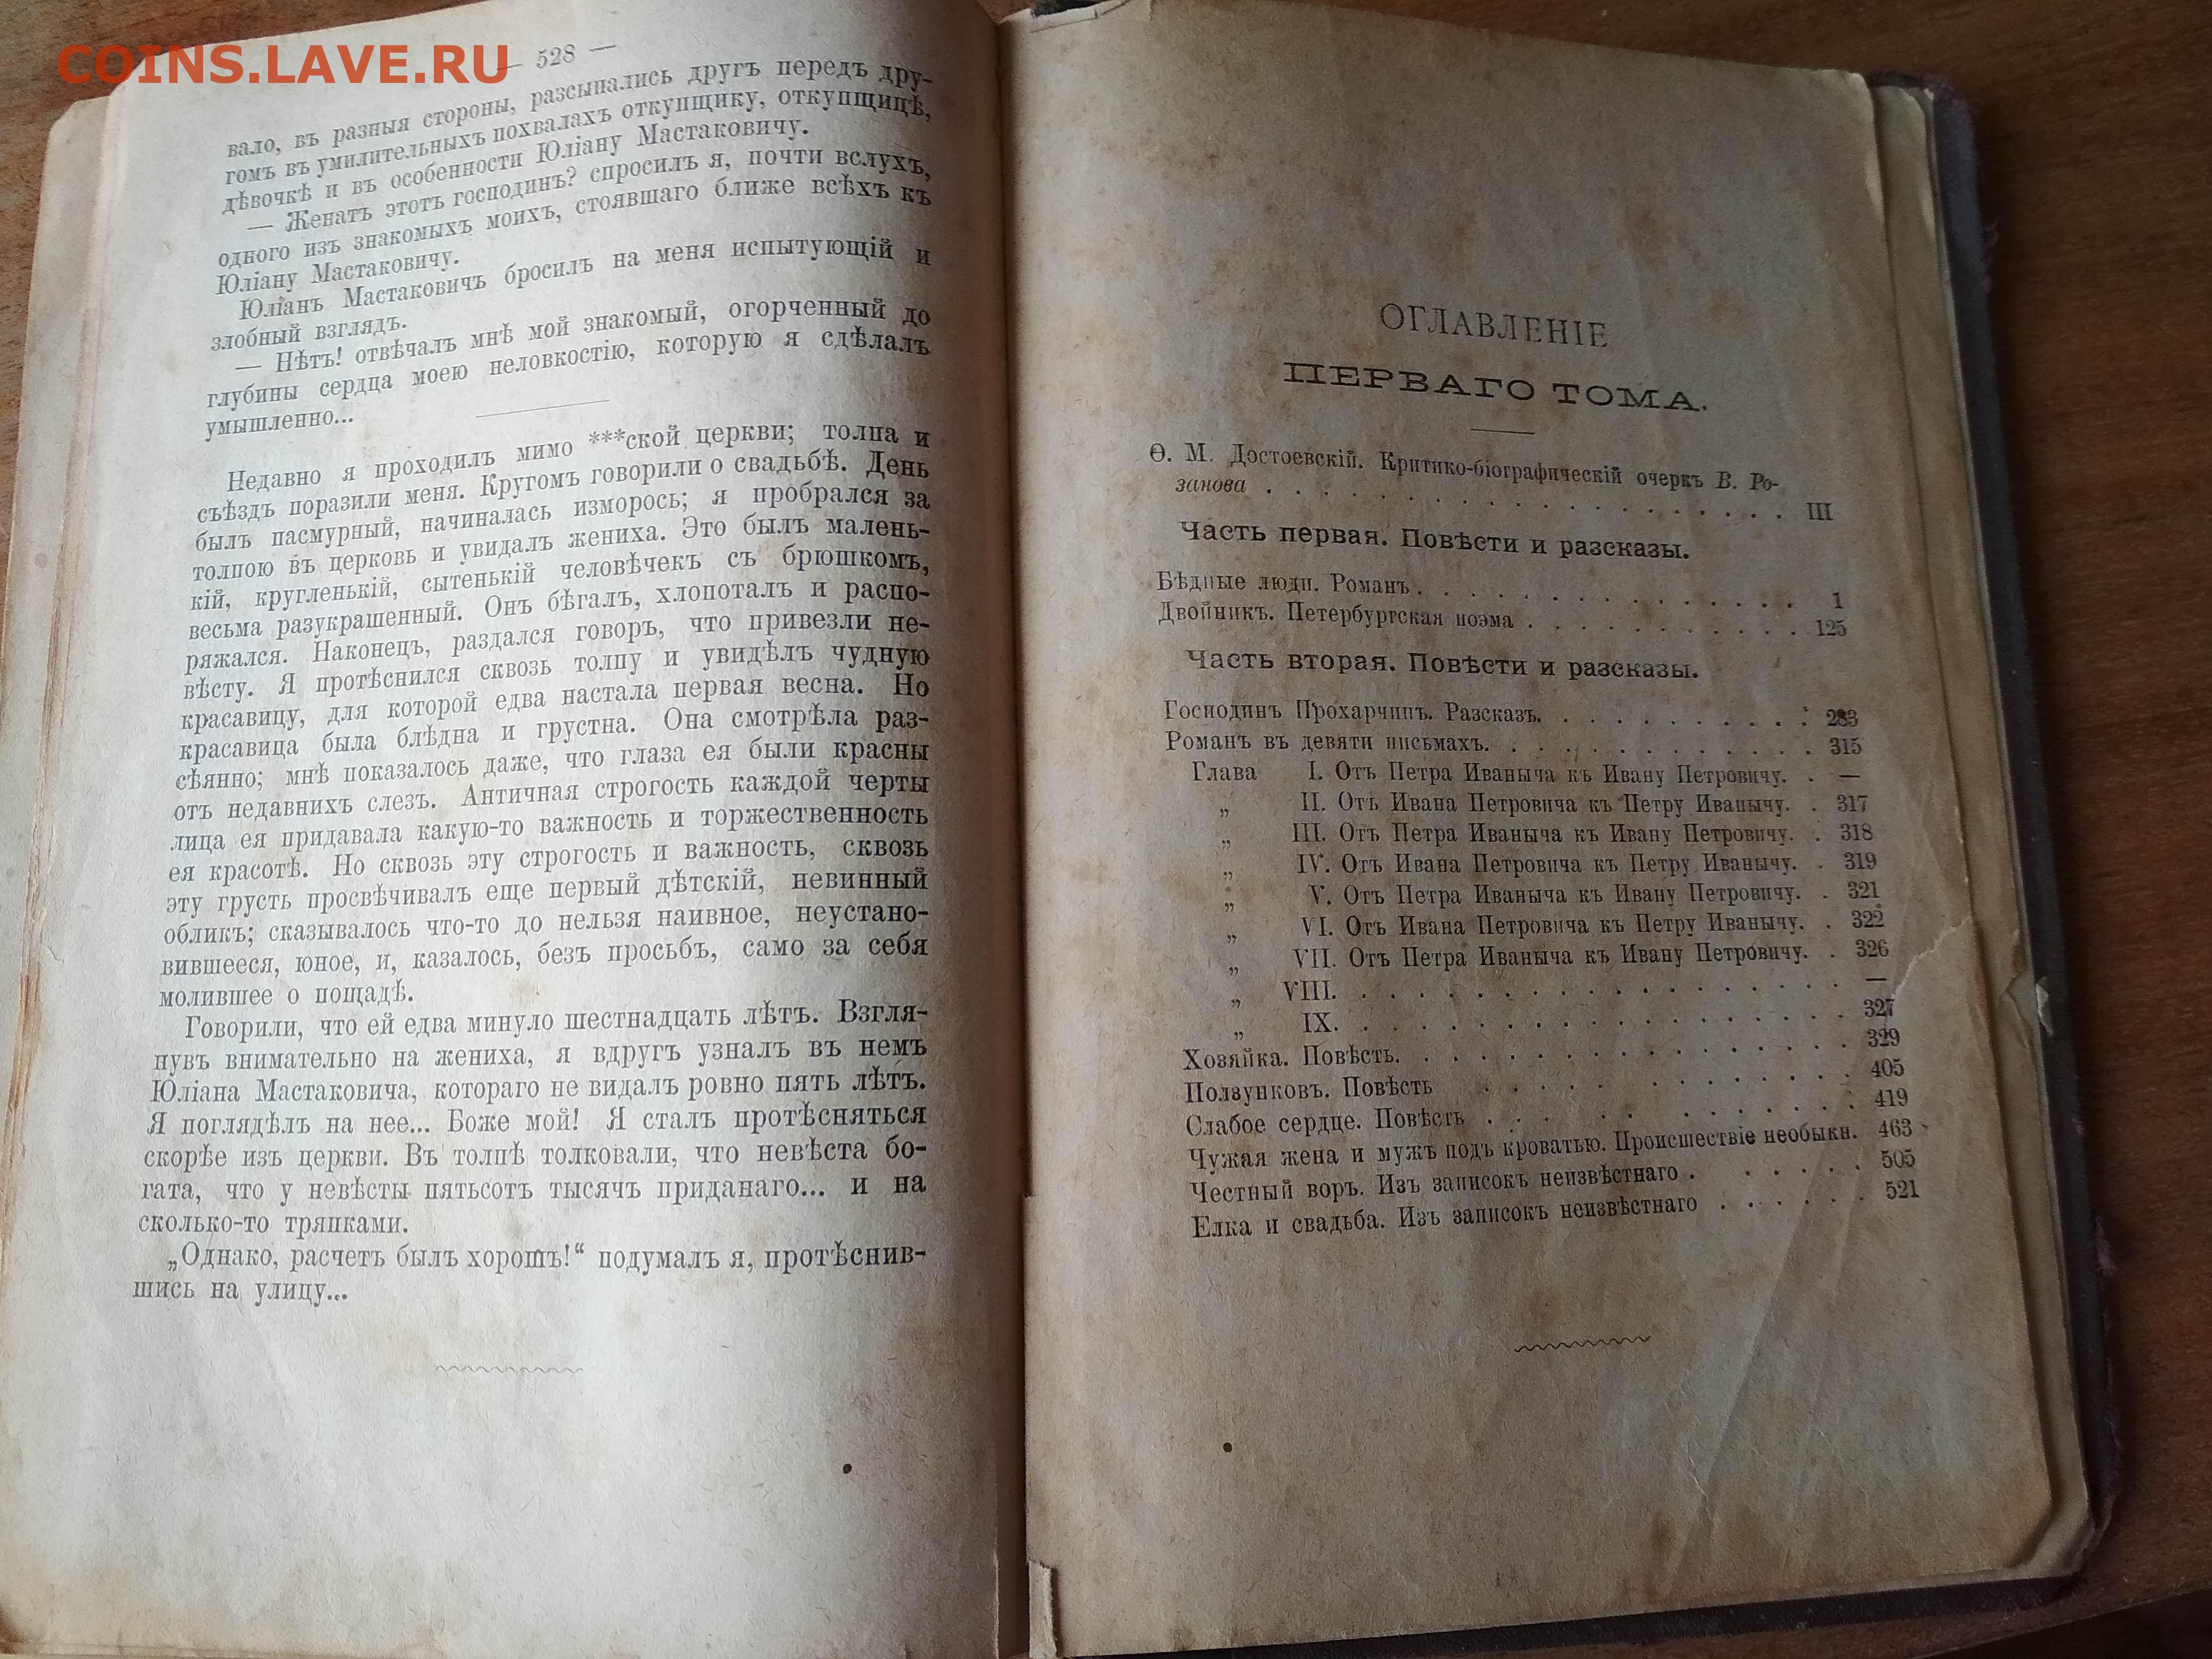 COINS.LAVE.RU
— 528 —
вало, въ разныя стороны, разсыпались другъ передъ дру-
гомъ въ умилительныхъ похвалахъ откупщику, откупщицѣ,
дѣвочкѣ и въ особенности Юліану Мастаковичу.
— Женатъ этотъ господинъ? спросилъ я, почти вслухъ,
одного изъ знакомыхъ моихъ, стоявшаго ближе всѣхъ къ
Юліану Мастаковичу.
Юліанъ Мастаковичъ бросилъ на меня испытующій и
злобный взглядъ.
— Нѣтъ! отвѣчалъ мнѣ мой знакомый, огорченный до
глубины сердца моею неловкостію, которую я сдѣлалъ
умышленно...
Недавно я проходилъ мимо ***ской церкви; толпа и
съѣздъ поразили меня. Кругомъ говорили о свадьбѣ. День
былъ пасмурный, начиналась изморось; я пробрался за
толпою въ церковь и увидалъ жениха. Это былъ малень-
кій, кругленькій, сытенькій человѣчек съ брюшкомъ,
весьма разукрашенный. Онъ бѣгалъ, хлопоталъ и распо-
ряжался. Наконецъ, раздался говоръ, что привезли не-
вѣсту. Я протѣснился сквозь толпу и увидѣлъ чудную
красавицу, для которой едва настала первая весна. Но
красавица была блѣдна и грустна. Она смотрѣла раз-
сѣянно; мнѣ показалось даже, что глаза ея были красны
отъ недавнихъ слезъ. Античная строгость каждой черты
лица ея придавала какую-то важность и торжественность
ея красотѣ. Но сквозь эту строгость и важность, сквозь
эту грусть просвѣчивалъ еще первый дѣтскій, невинный
обликъ; сказывалось что-то до нельзя наивное, неустано-
вившееся, юное, и, казалось, безъ просьбъ, само за себя
молившее о пощадѣ.
Говорили, что ей едва минуло шестнадцать лѣтъ. Взгля-
нувъ внимательно на жениха, я вдругъ узналъ въ немъ
Юліана Мастаковича, котораго не видалъ ровно пять лѣтъ.
Я поглядѣлъ на нее... Боже мой! Я сталъ протѣсняться
скорѣе изъ церкви. Въ толпѣ толковали, что невѣста бо-
гата, что у невѣсты пятьсотъ тысячъ приданаго... и на
сколько-то тряпками.
„Однако, расчетъ былъ хорошъ!“ подумалъ я, протѣснив-
шись на улицу...
ОГЛАВЛЕНІЕ
ПЕРВАГО ТОМА.
Ѳ. М. Достоевскій. Критико-біографическій очеркъ В. Ро-
занова . . . . . . . . . . . . . . . . III
Часть первая. Повѣсти и разсказы.
Бѣдные люди. Романъ. . . . . . . . . . . . . 1
Двойникъ. Петербургская поэма . . . . . . . . . . 125
Часть вторая. Повѣсти и разсказы.
Господинъ Прохарчинъ. Разсказъ. . . . . . . . . . 283
Романъ въ девяти письмахъ. . . . . . . . . . . . 315
Глава I. Отъ Петра Иваныча къ Ивану Петровичу. . —
„ II. Отъ Ивана Петровича къ Петру Иванычу. . 317
„ III. Отъ Петра Иваныча къ Ивану Петровичу. . 318
„ IV. Отъ Ивана Петровича къ Петру Иванычу. . 319
„ V. Отъ Петра Иваныча къ Ивану Петровичу. . 321
„ VI. Отъ Ивана Петровича къ Петру Иванычу. . 322
„ VII. Отъ Петра Иваныча къ Ивану Петровичу. . 326
„ VIII. . . . . . . . . . . . . . . . . —
„ IX. . . . . . . . . . . . . . . . . 327
Хозяйка. Повѣсть. . . . . . . . . . . . . . . 329
Ползунковъ. Повѣсть . . . . . . . . . . . . . 405
Слабое сердце. Повѣсть . . . . . . . . . . . . 419
Чужая жена и мужъ подъ кроватью. Происшествіе необыкн. 463
Честный воръ. Изъ записокъ неизвѣстнаго . . . . . . 505
Елка и свадьба. Изъ записокъ неизвѣстнаго . . . . . . 521